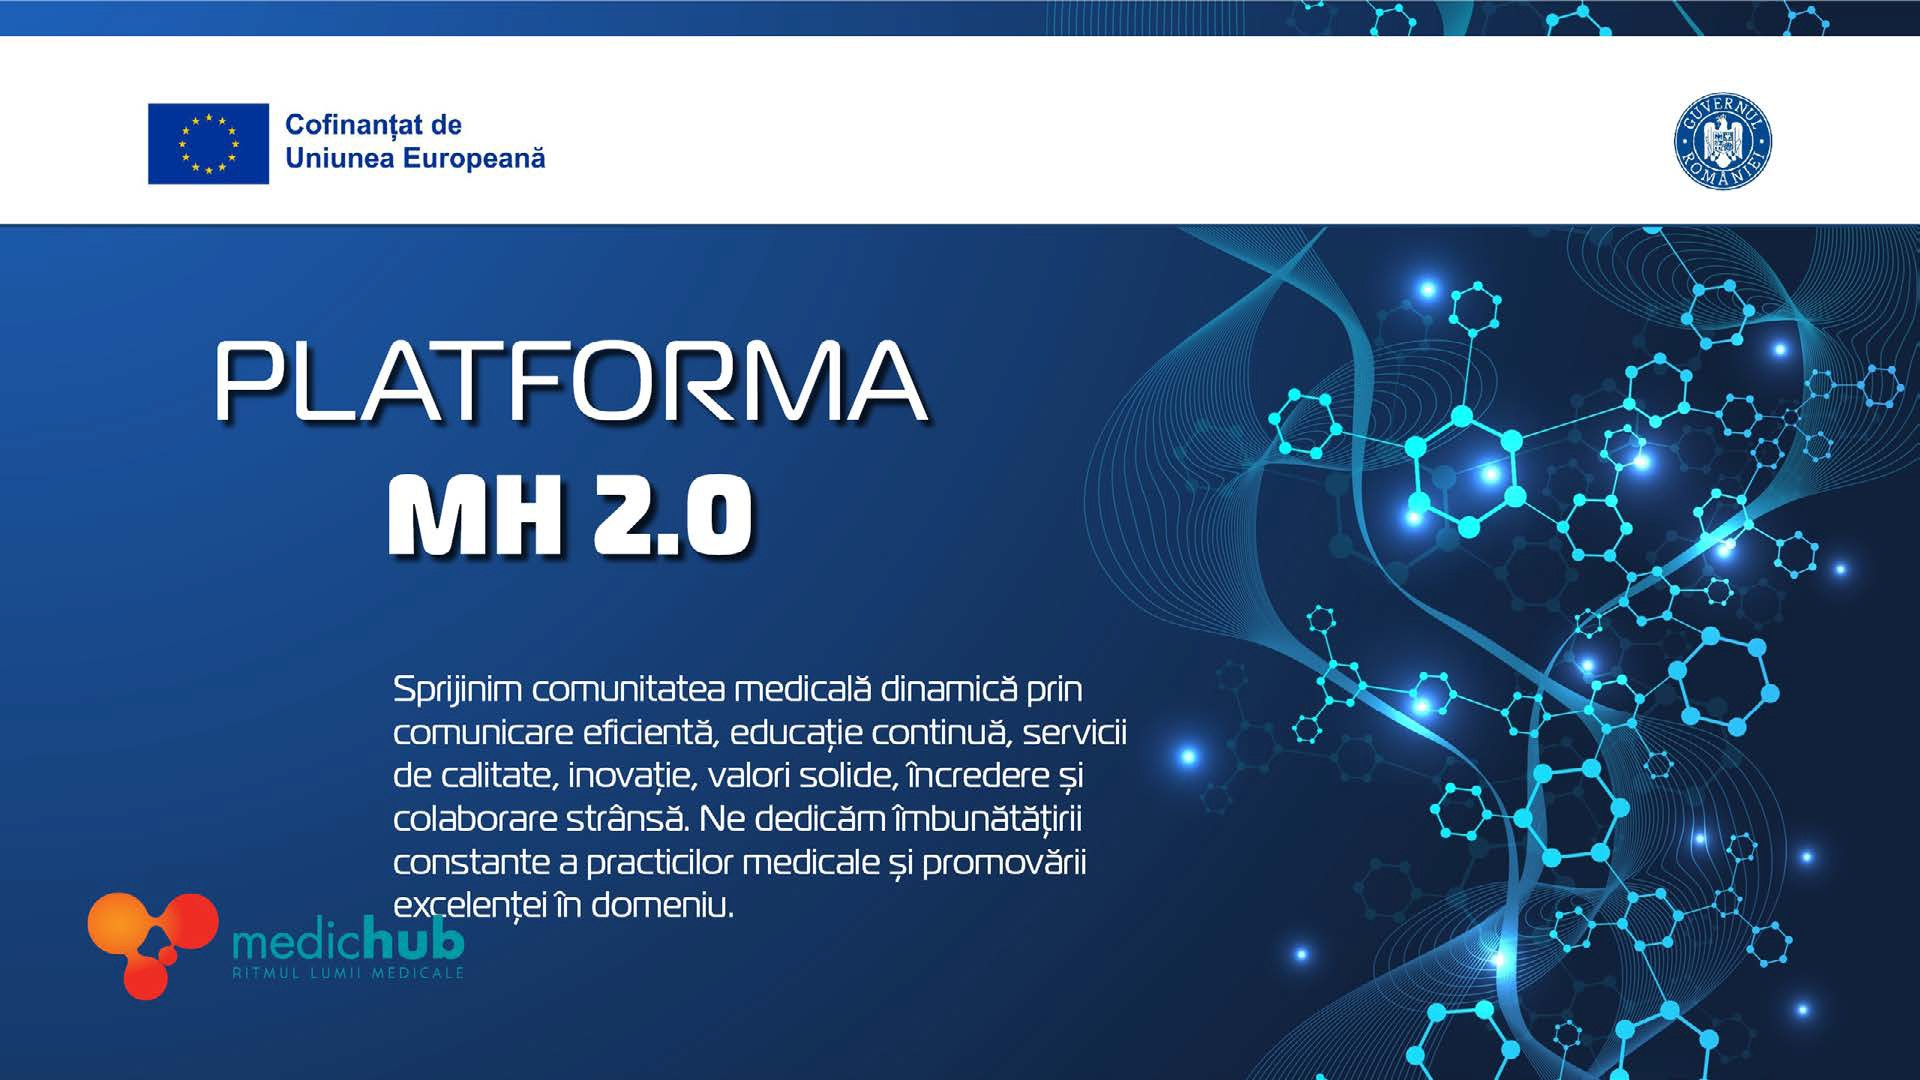 Cofinanțat de
Uniunea Europeană
GUVERNUL ROMÂNIEI
PLATFORMA
MH 2.0
Sprijinim comunitatea medicală dinamică prin
comunicare eficientă, educație continuă, servicii
de calitate, inovație, valori solide, încredere și
colaborare strânsă. Ne dedicăm îmbunătățirii
constante a practicilor medicale și promovării
excelenței în domeniu.
medichub
RITMUL LUMII MEDICALE